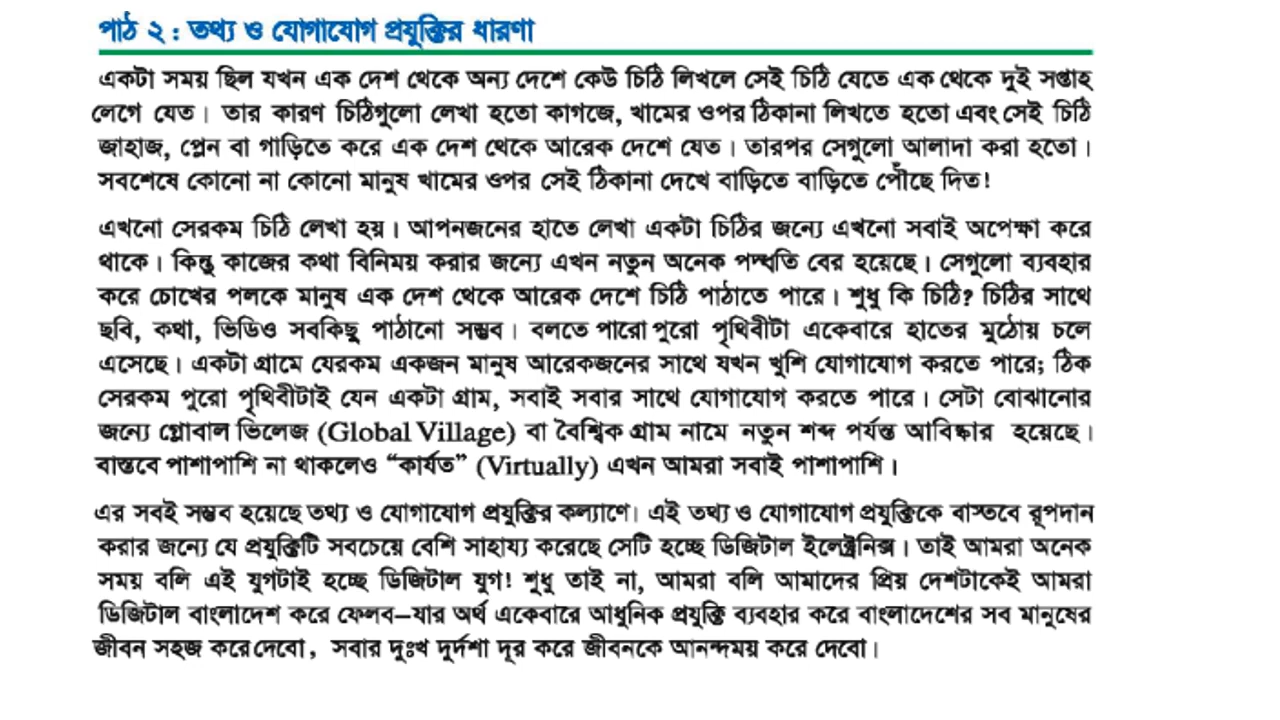 পাঠ ২ : তথ্য ও যোগাযোগ প্রযুক্তির ধারণা
একটা সময় ছিল যখন এক দেশ থেকে অন্য দেশে কেউ চিঠি লিখলে সেই চিঠি যেতে এক থেকে দুই সপ্তাহ
লেগে যেত। তার কারণ চিঠিগুলো লেখা হতো কাগজে, খামের ওপর ঠিকানা লিখতে হতো এবং সেই চিঠি
জাহাজ, প্লেন বা গাড়িতে করে এক দেশ থেকে আরেক দেশে যেত। তারপর সেগুলো আলাদা করা হতো।
সবশেষে কোনো না কোনো মানুষ খামের ওপর সেই ঠিকানা দেখে বাড়িতে বাড়িতে পৌঁছে দিত!
এখনো সেরকম চিঠি লেখা হয়। আপনজনের হাতে লেখা একটা চিঠির জন্যে এখনো সবাই অপেক্ষা করে
থাকে। কিন্তু কাজের কথা বিনিময় করার জন্যে এখন নতুন অনেক পদ্ধতি বের হয়েছে। সেগুলো ব্যবহার
করে চোখের পলকে মানুষ এক দেশ থেকে আরেক দেশে চিঠি পাঠাতে পারে। শুধু কি চিঠি? চিঠির সাথে
ছবি, কথা, ভিডিও সবকিছু পাঠানো সম্ভব। বলতে পারো পুরো পৃথিবীটা একেবারে হাতের মুঠোয় চলে
এসেছে। একটা গ্রামে যেরকম একজন মানুষ আরেকজনের সাথে যখন খুশি যোগাযোগ করতে পারে; ঠিক
সেরকম পুরো পৃথিবীটাই যেন একটা গ্রাম, সবাই সবার সাথে যোগাযোগ করতে পারে। সেটা বোঝানোর
জন্যে গ্লোবাল ভিলেজ (Global Village) বা বৈশ্বিক গ্রাম নামে নতুন শব্দ পর্যন্ত আবিষ্কার হয়েছে।
বাস্তবে পাশাপাশি না থাকলেও “কার্যত” (Virtually) এখন আমরা সবাই পাশাপাশি।
এর সবই সম্ভব হয়েছে তথ্য ও যোগাযোগ প্রযুক্তির কল্যাণে। এই তথ্য ও যোগাযোগ প্রযুক্তিকে বাস্তবে রূপদান
করার জন্যে যে প্রযুক্তিটি সবচেয়ে বেশি সাহায্য করেছে সেটি হচ্ছে ডিজিটাল ইলেক্ট্রনিক্স। তাই আমরা অনেক
সময় বলি এই যুগটাই হচ্ছে ডিজিটাল যুগ! শুধু তাই না, আমরা বলি আমাদের প্রিয় দেশটাকেই আমরা
ডিজিটাল বাংলাদেশ করে ফেলব–যার অর্থ একেবারে আধুনিক প্রযুক্তি ব্যবহার করে বাংলাদেশের সব মানুষের
জীবন সহজ করে দেবো, সবার দুঃখ দুর্দশা দূর করে জীবনকে আনন্দময় করে দেবো।